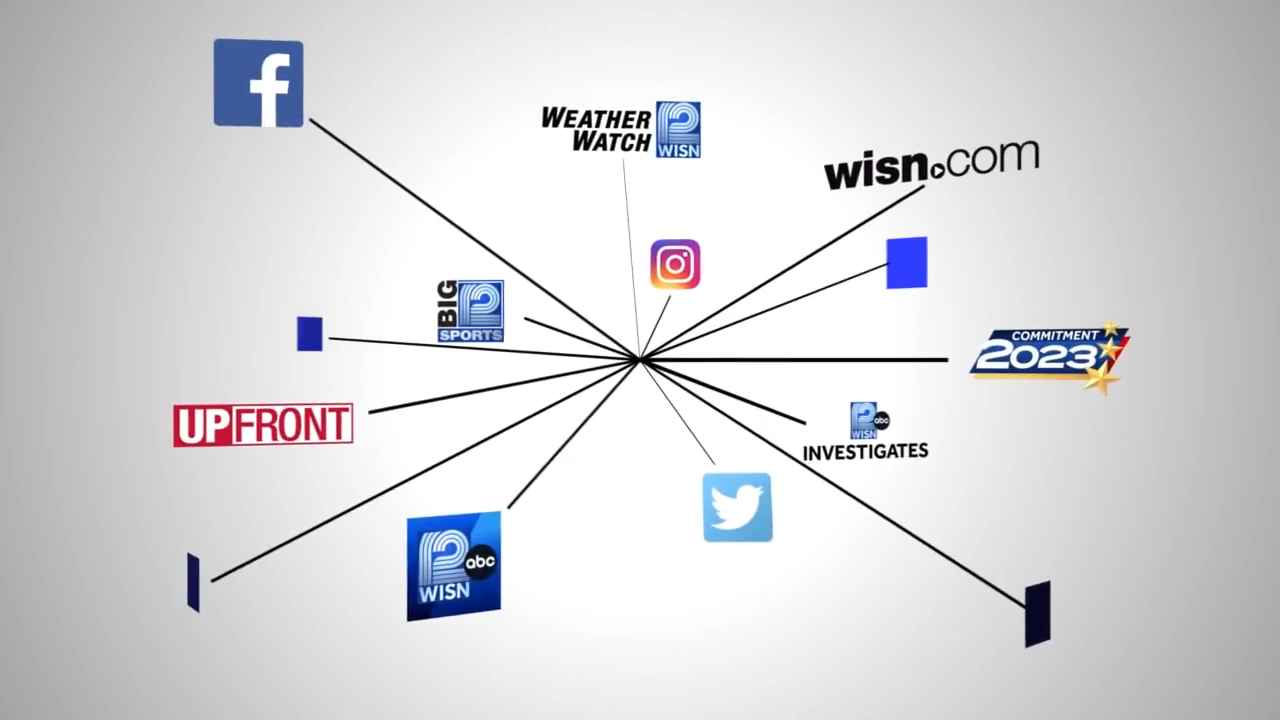 f
WEATHER
WATCH
12
WISN
wisn.com
BIG
12
SPORTS
COMMITMENT
2023
UPFRONT
12
abc
WISN
INVESTIGATES
12
abc
WISN